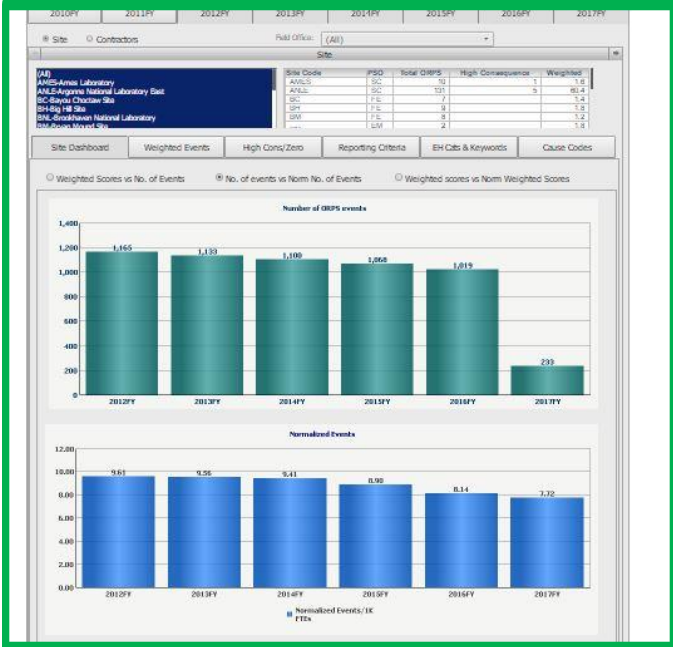 2010FY 2011FY 2012FY 2013FY 2014FY 2015FY 2016FY 2017FY
Site Contractors Field Office: (All)
Site
(All)
AMES-Ames Laboratory
ANLE-Argonne National Laboratory East
BC-Bayou Choctaw Site
BH-Big Hill Site
BNL-Brookhaven National Laboratory
BM-Bryan Mound Site
Site Code PSO Total ORPS High Consequence Weighted
AMES SC 10 1 1.8
ANLE SC 131 5 60.4
BC FE 7 1.4
BH FE 9 1.8
BM FE 8 1.2
EM 2 1.8
Site Dashboard Weighted Events High Cons/Zero Reporting Criteria EH Cats & Keywords Cause Codes
Weighted Scores vs No. of Events No. of events vs Norm No. of Events Weighted scores vs Norm Weighted Scores
Number of ORPS events
1,400
1,200
1,000
800
600
400
200
0
1,165 1,133 1,100 1,068 1,019 233
2012FY 2013FY 2014FY 2015FY 2016FY 2017FY
Normalized Events
12.00
10.00
8.00
6.00
4.00
2.00
0.00
9.61 9.56 9.41 8.90 8.14 7.72
2012FY 2013FY 2014FY 2015FY 2016FY 2017FY
Normalized Events/1K
FTEs